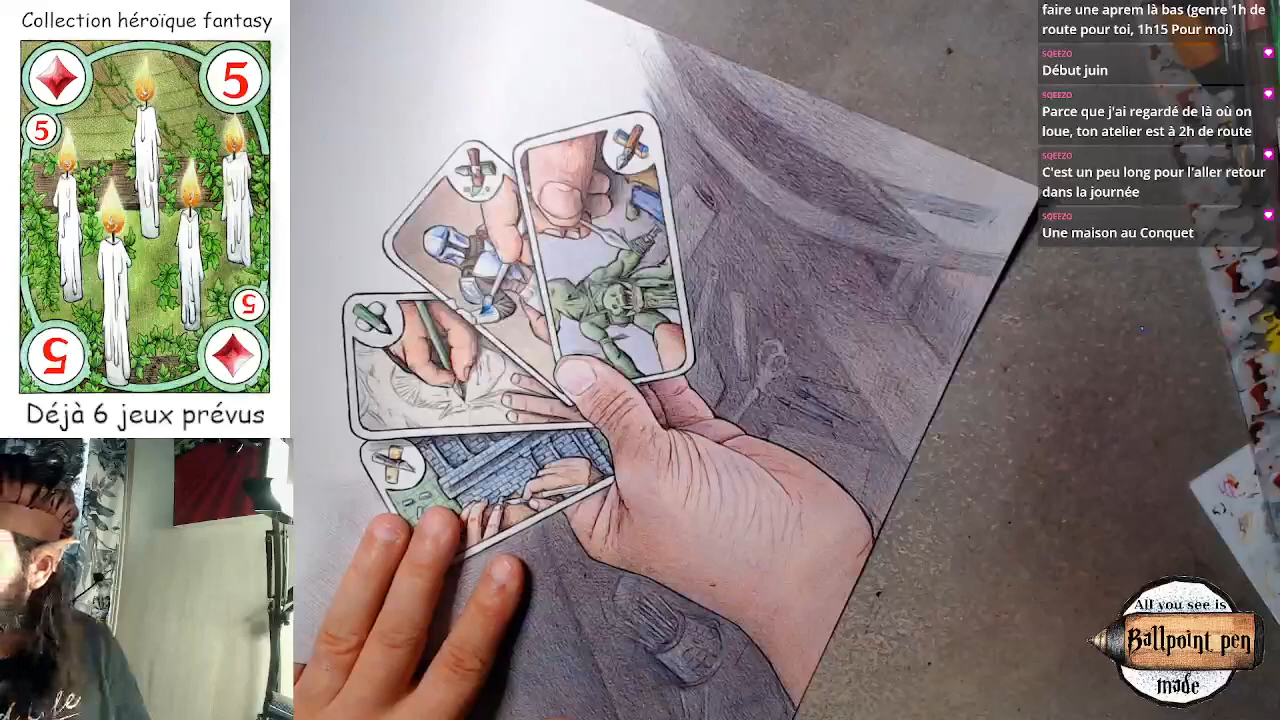 Collection héroïque fantasy
5
5
5
5
Déjà 6 jeux prévus
faire une aprem là bas (genre 1h de
route pour toi, 1h15 Pour moi)
SQEEZO
Début juin
SQEEZO
Parce que j'ai regardé de là où on
loue, ton atelier est à 2h de route
SQEEZO
C'est un peu long pour l'aller retour
dans la journée
SQEEZO
Une maison au Conquet
All you see is
Ballpoint pen
made